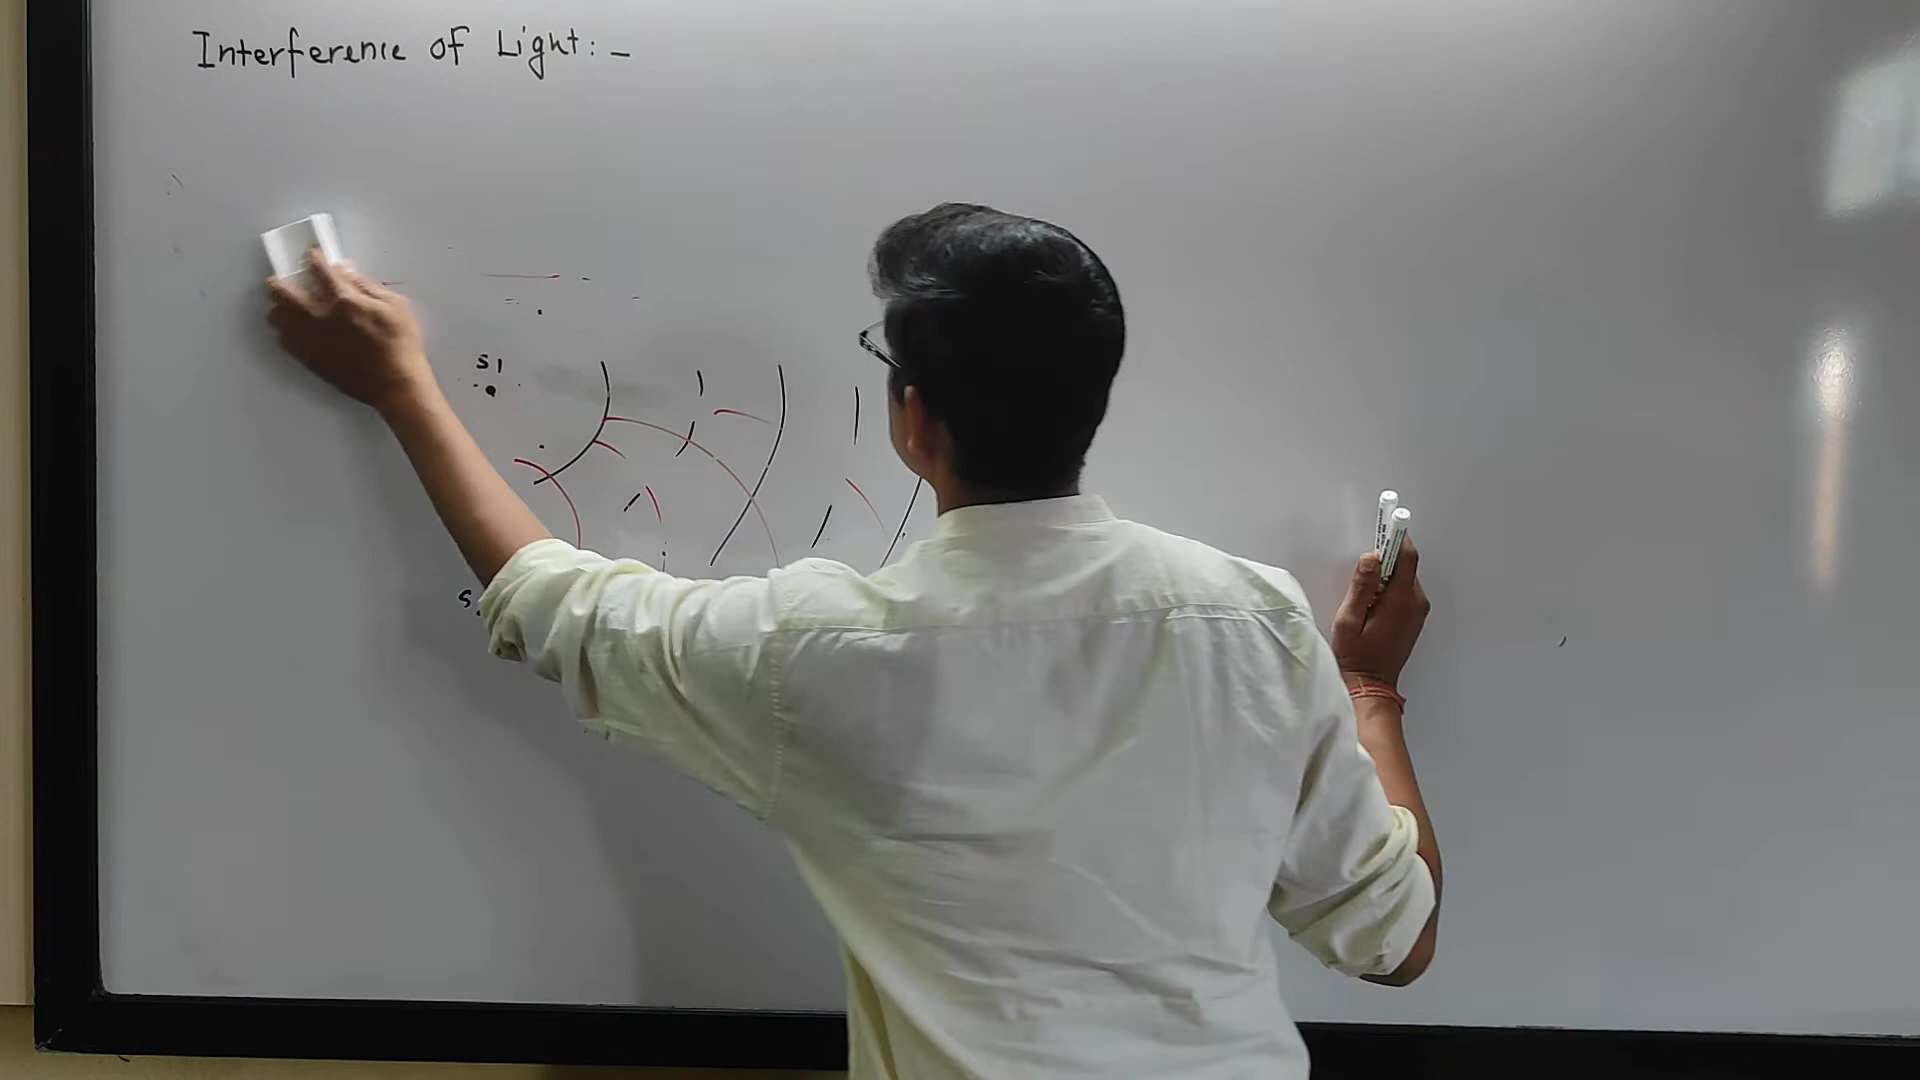 Interference of Light:-
S1
S